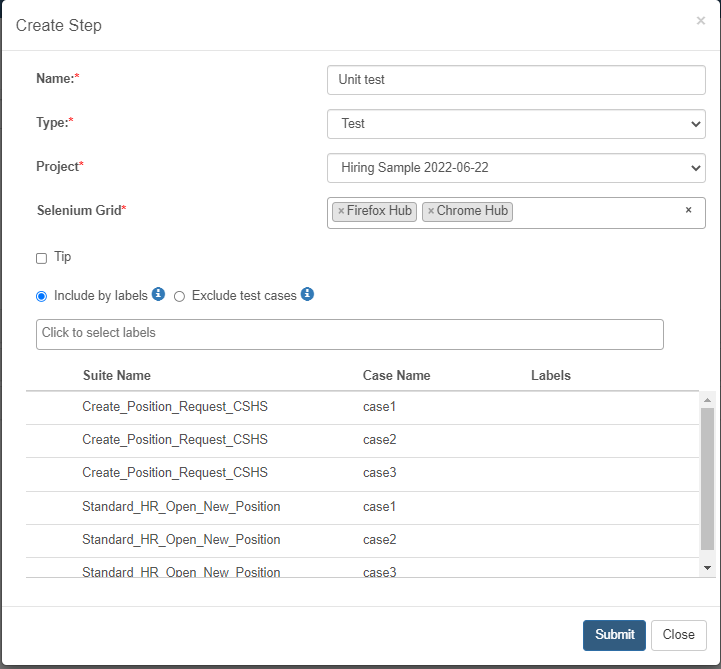 Create Step ×
Name:* Unit test
Type:* Test
Project* Hiring Sample 2022-06-22
Selenium Grid* ×Firefox Hub ×Chrome Hub ×
Tip
Include by labels i Exclude test cases i
Click to select labels
Suite Name Case Name Labels
Create_Position_Request_CSHS case1
Create_Position_Request_CSHS case2
Create_Position_Request_CSHS case3
Standard_HR_Open_New_Position case1
Standard_HR_Open_New_Position case2
Standard_HR_Open_New_Position case3
Submit Close